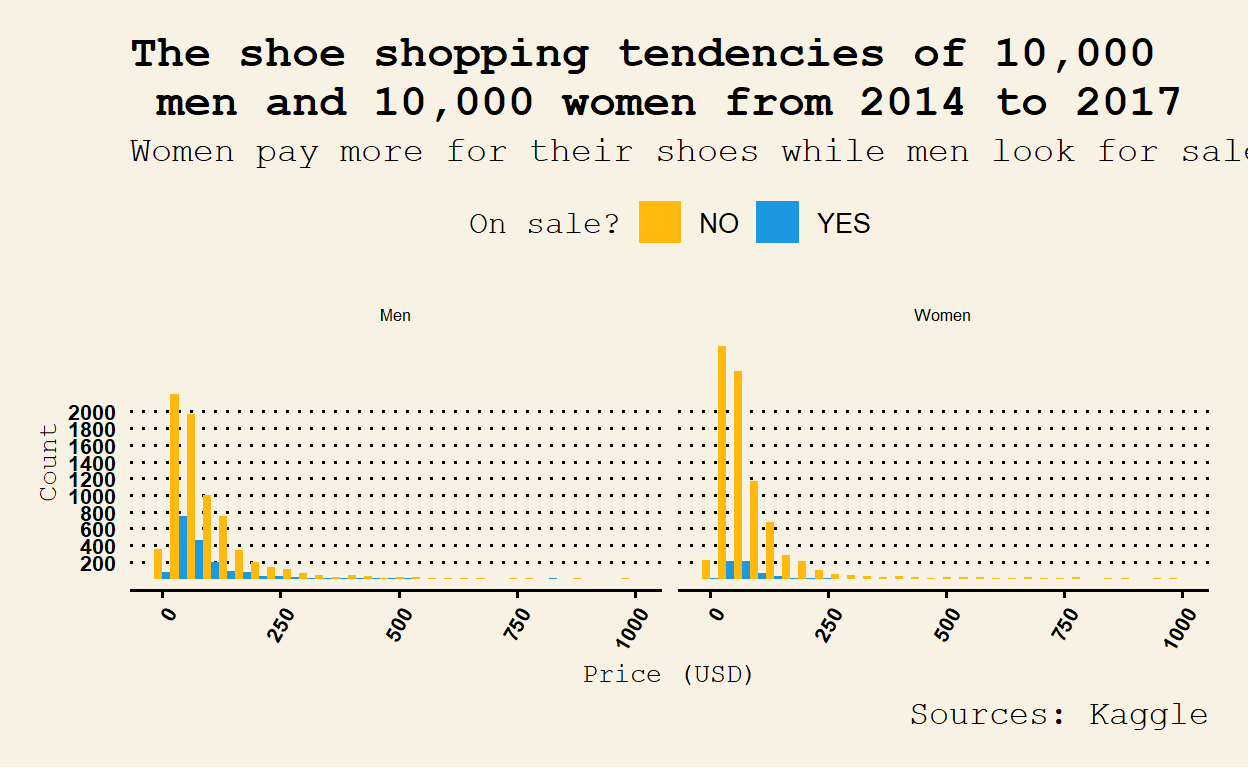 The shoe shopping tendencies of 10,000
men and 10,000 women from 2014 to 2017
Women pay more for their shoes while men look for sale
On sale? NO YES
Men Women
2000
1800
1600
1400
1200
1000
800
600
400
200
Count
0 250 500 750 1000 0 250 500 750 1000
Price (USD)
Sources: Kaggle